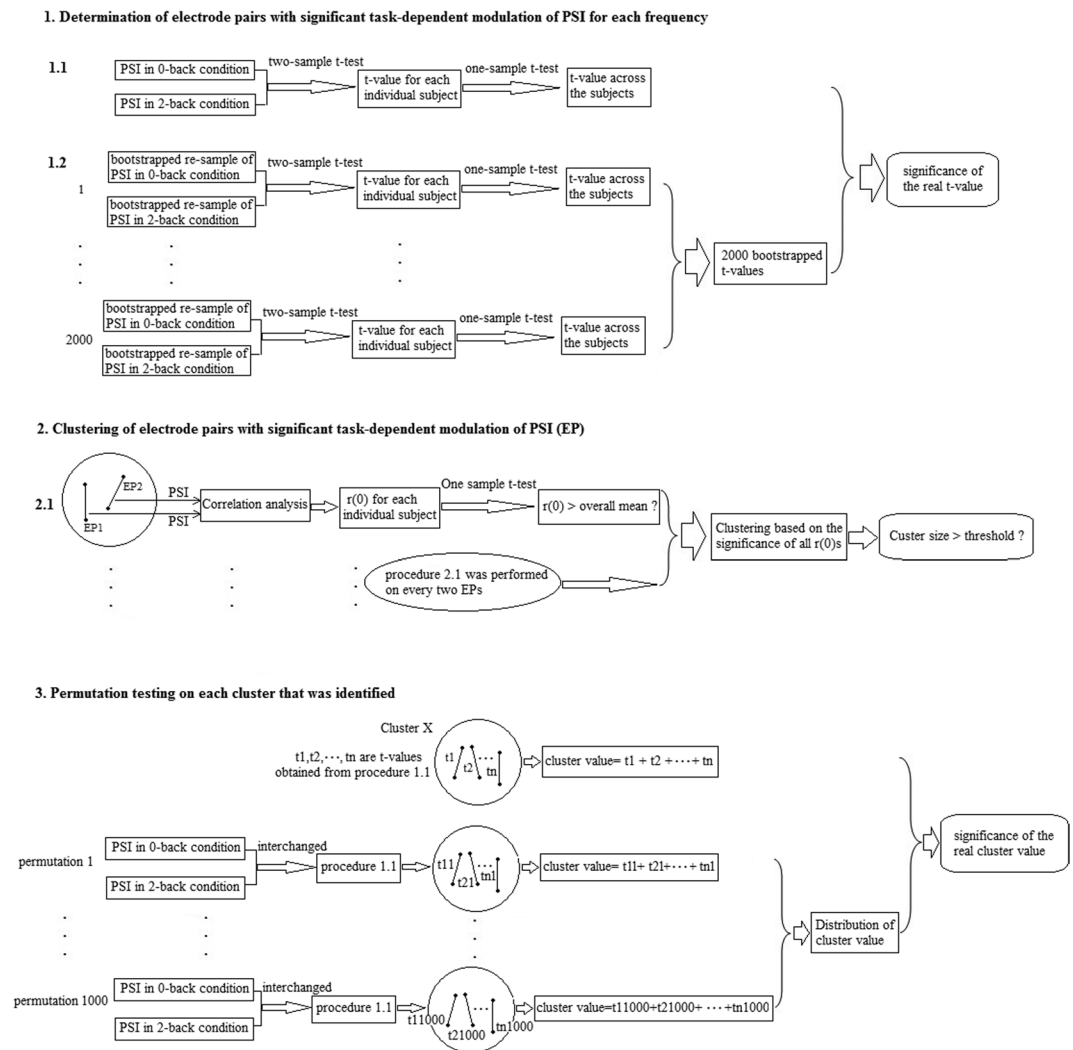 1. Determination of electrode pairs with significant task-dependent modulation of PSI for each frequency
1.1
PSI in 0-back condition
PSI in 2-back condition
two-sample t-test
t-value for each
individual subject
one-sample t-test
t-value across
the subjects
1.2
1
bootstrapped re-sample of
PSI in 0-back condition
bootstrapped re-sample of
PSI in 2-back condition
two-sample t-test
t-value for each
individual subject
one-sample t-test
t-value across
the subjects
2000
bootstrapped re-sample of
PSI in 0-back condition
bootstrapped re-sample of
PSI in 2-back condition
two-sample t-test
t-value for each
individual subject
one-sample t-test
t-value across
the subjects
2000 bootstrapped
t-values
significance of
the real t-value
2. Clustering of electrode pairs with significant task-dependent modulation of PSI (EP)
2.1
EP2
EP1
PSI
PSI
Correlation analysis
r(0) for each
individual subject
One sample t-test
r(0) > overall mean ?
procedure 2.1 was performed
on every two EPs
Clustering based on the
significance of all r(0)s
Custer size > threshold ?
3. Permutation testing on each cluster that was identified
Cluster X
t1,t2,···, tn are t-values
obtained from procedure 1.1
t1
t2
···
tn
cluster value= t1 + t2 +···+ tn
permutation 1
PSI in 0-back condition
PSI in 2-back condition
interchanged
procedure 1.1
t11
t21
···
tn1
cluster value= t11+ t21+···+ tn1
permutation 1000
PSI in 0-back condition
PSI in 2-back condition
interchanged
procedure 1.1
t11000
t21000
···
tn1000
cluster value=t11000+t21000+ ···+tn1000
Distribution of
cluster value
significance of the
real cluster value